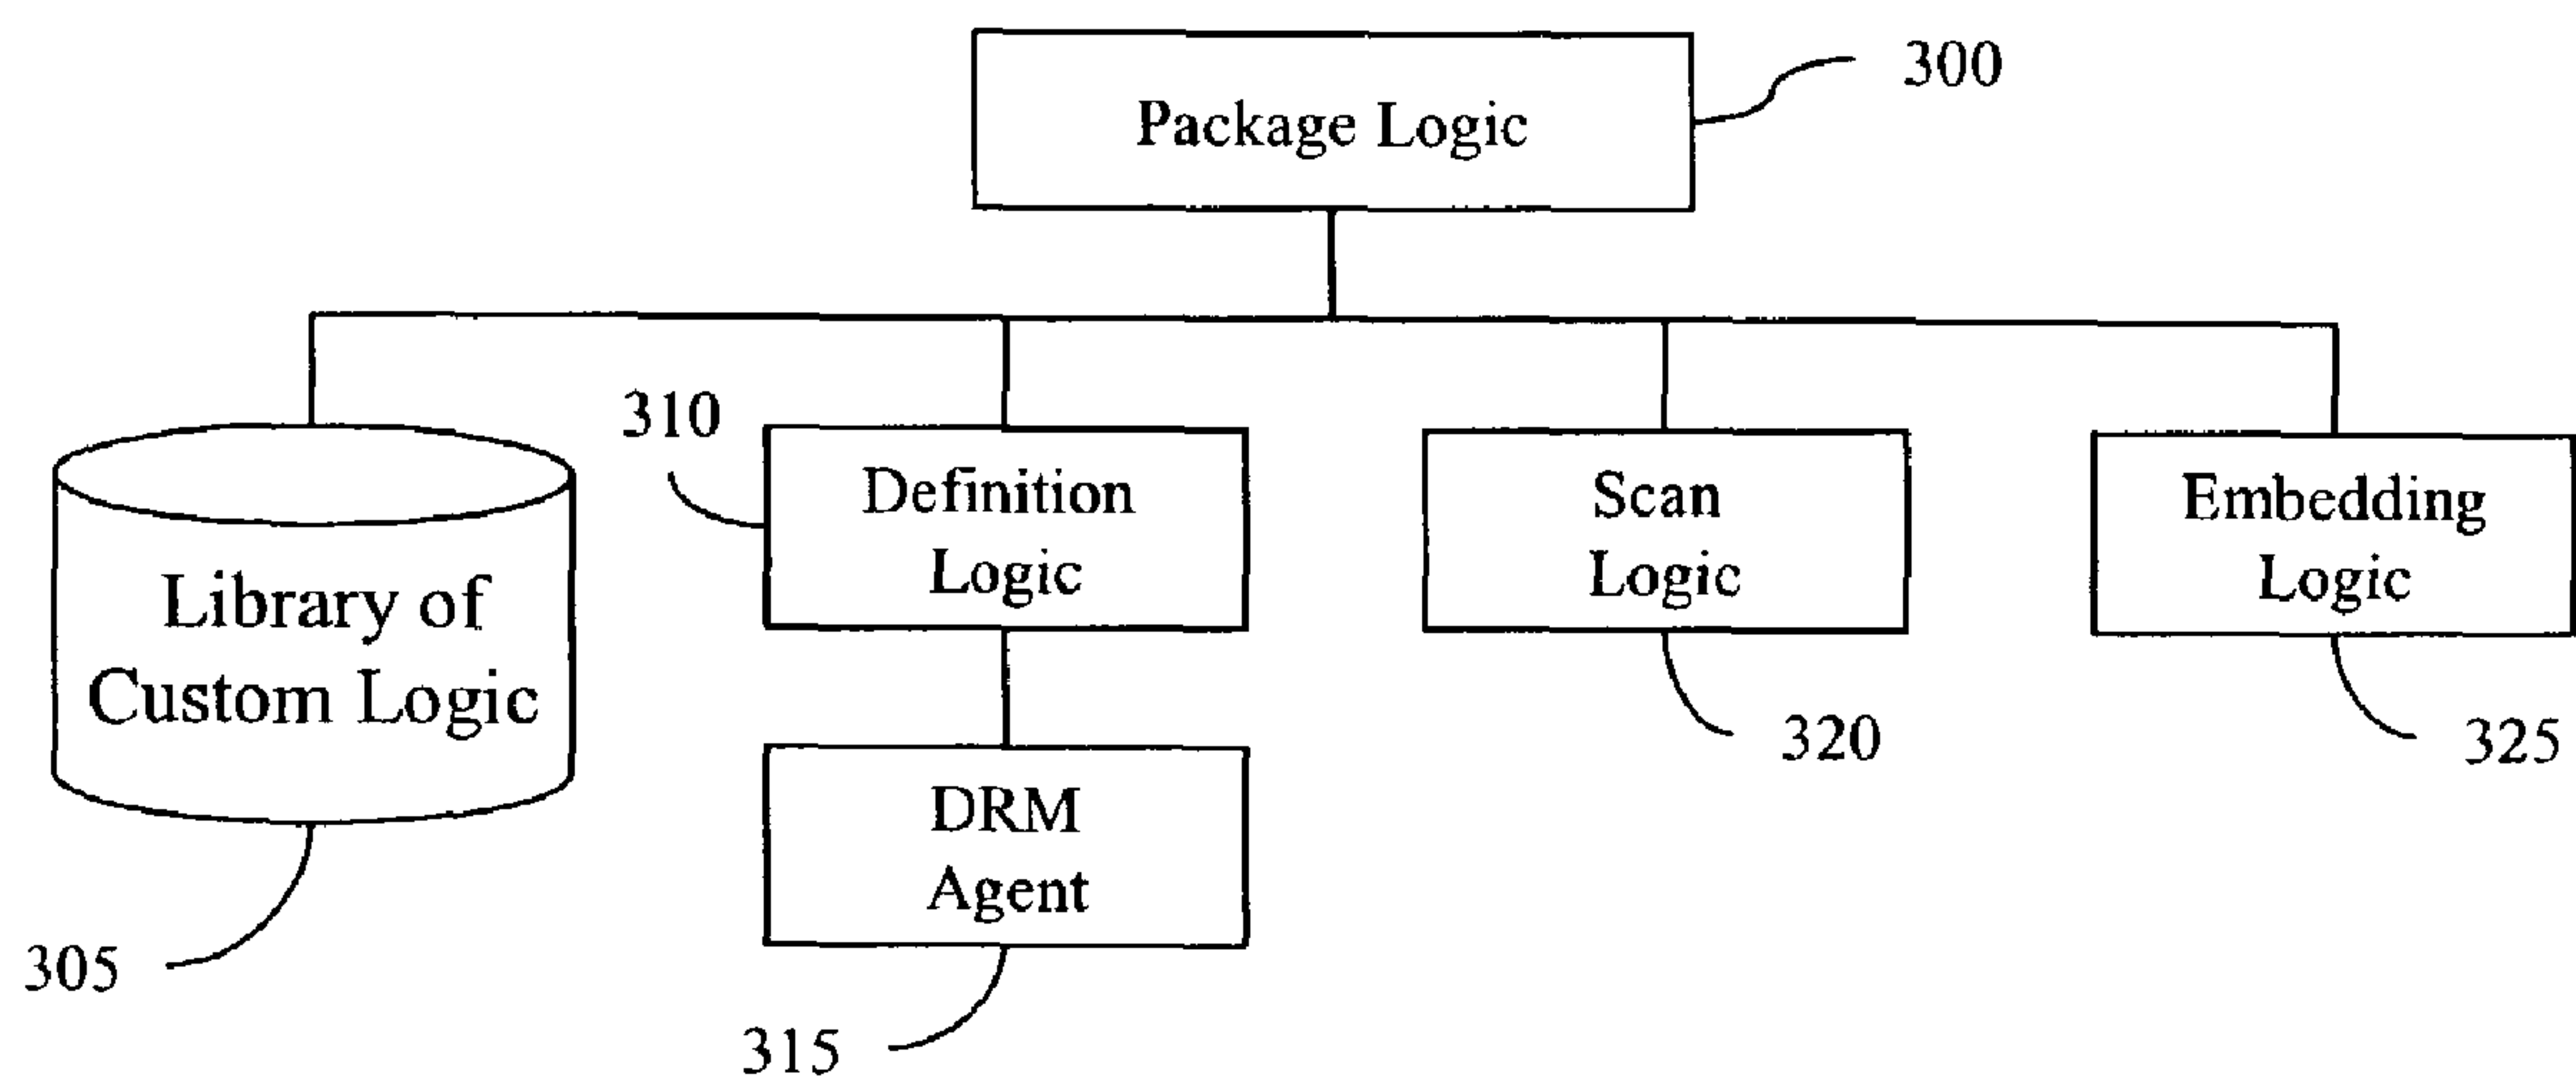 300
Package Logic
310
Definition
Logic
Scan
Logic
Embedding
Logic
Library of
Custom Logic
320
325
DRM
Agent
305
315